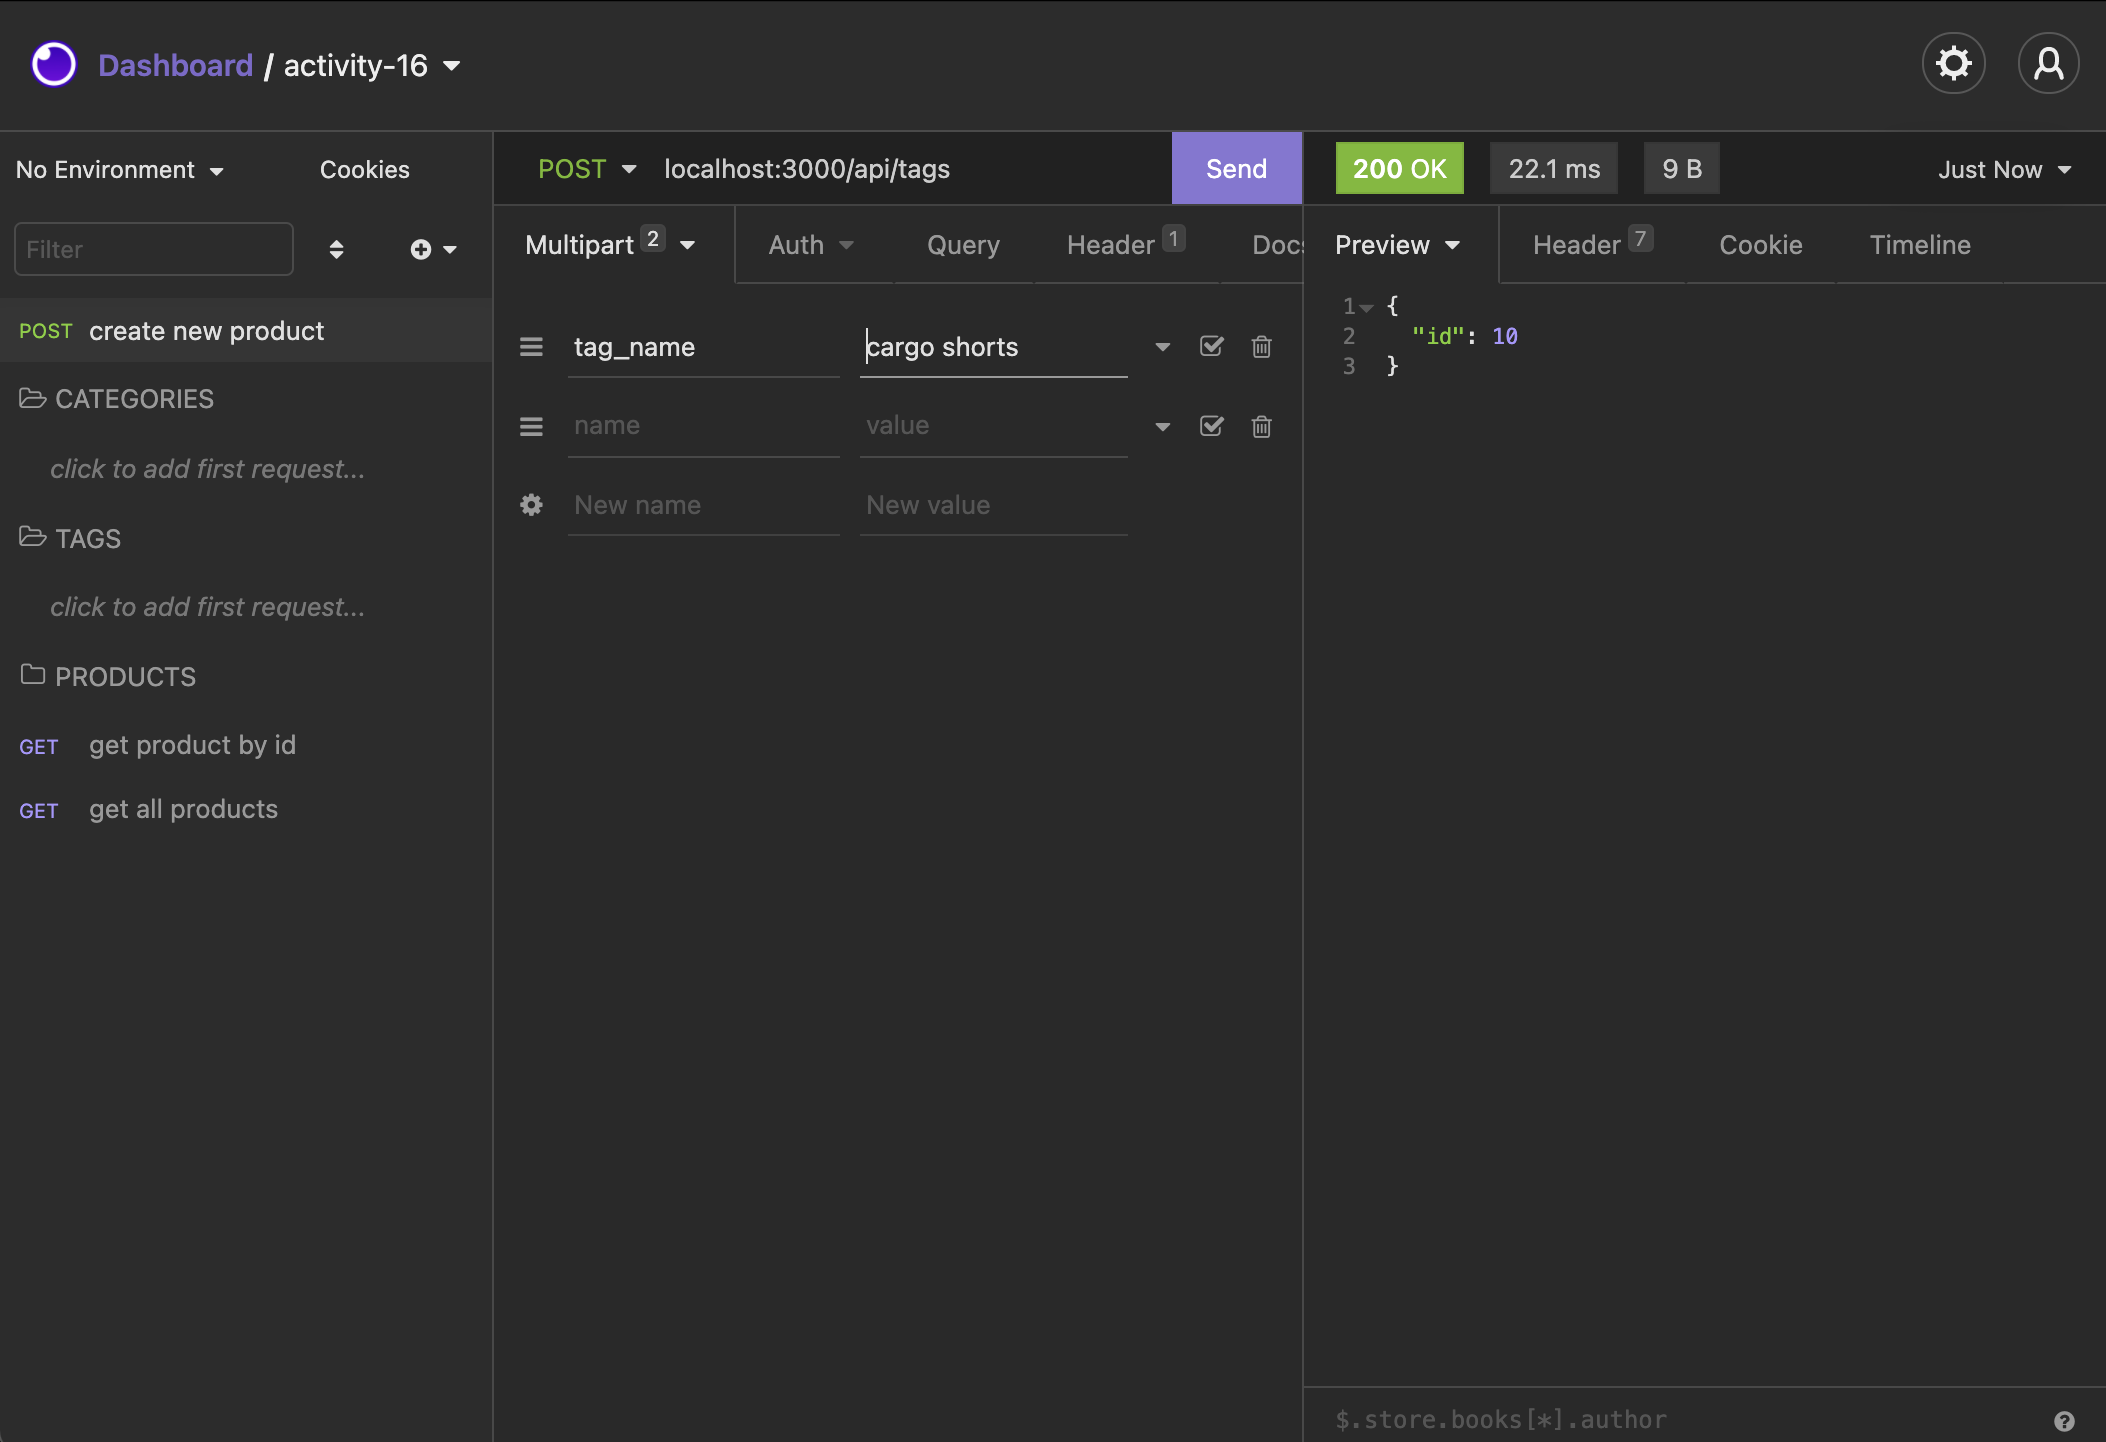 Dashboard / activity-16
No Environment
Cookies
Filter
POST create new product
CATEGORIES
click to add first request...
TAGS
click to add first request...
PRODUCTS
GET get product by id
GET get all products
POST localhost:3000/api/tags Send
Multipart 2 Auth Query Header 1 Docs
tag_name cargo shorts
name value
New name New value
200 OK 22.1 ms 9 B Just Now
Preview Header 7 Cookie Timeline
1 {
2 "id": 10
3 }
$.store.books[*].author